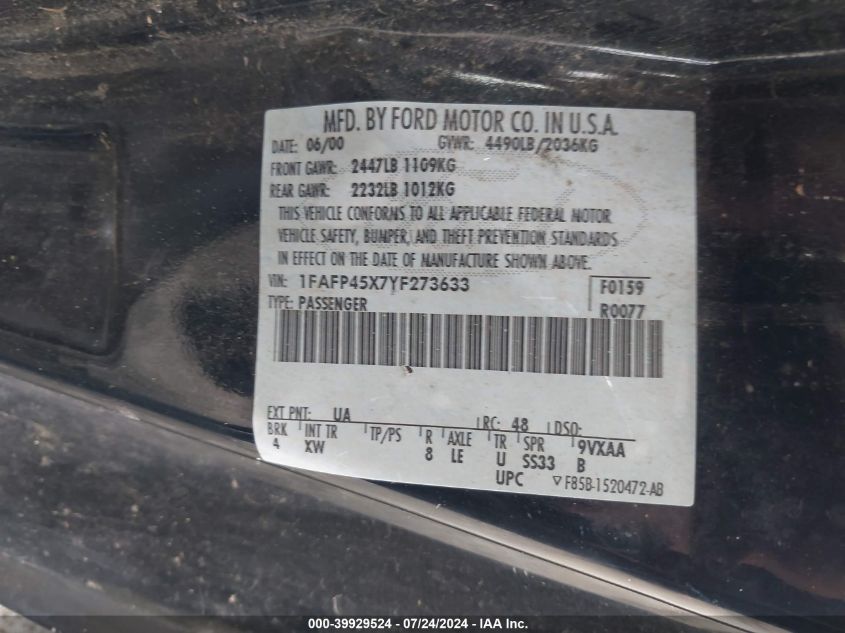 MFD. BY FORD MOTOR CO. IN U.S.A.
DATE: 06/00 GVWR: 4490LB/2036KG
FRONT GAWR: 2447LB 1109KG
REAR GAWR: 2232LB 1012KG
THIS VEHICLE CONFORMS TO ALL APPLICABLE FEDERAL MOTOR
VEHICLE SAFETY, BUMPER, AND THEFT PREVENTION STANDARDS
IN EFFECT ON THE DATE OF MANUFACTURE SHOWN ABOVE.
VIN: 1FAFP45X7YF273633 F0159
TYPE: PASSENGER R0077
EXT PNT: UA RC: 48 DSO:
BRK INT TR TP/PS R AXLE TR SPR 9VXAA
4 XW 8 LE U SS33 B
UPC ▽F85B-1520472-AB
000-39929524 / 07/24/2024 - IAA Inc.